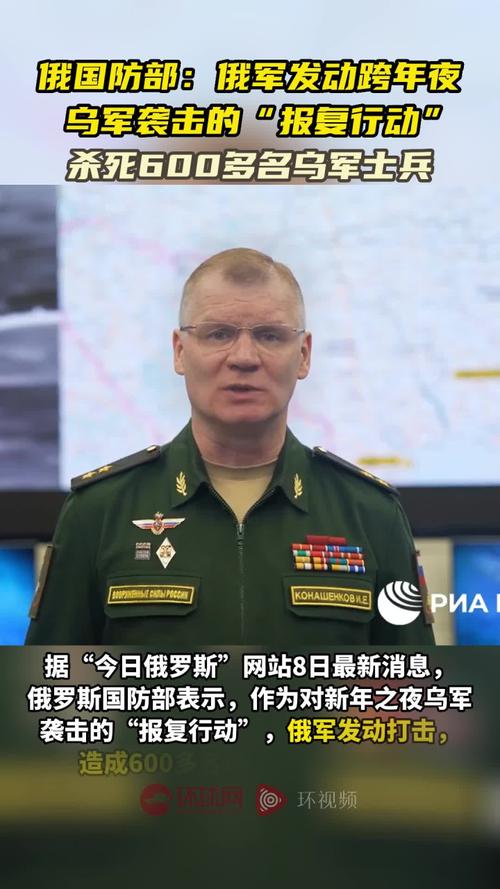 俄国防部：俄军发动跨年夜
乌军袭击的“报复行动”
杀死600多名乌军士兵
ВООРУЖЕННЫЕ СИЛЫ РОССИИ
КОНАШЕНКОВ И.Е
РИА
据“今日俄罗斯”网站8日最新消息，
俄罗斯国防部表示，作为对新年之夜乌军
袭击的“报复行动”，俄军发动打击，
造成600多
环球网 环视频